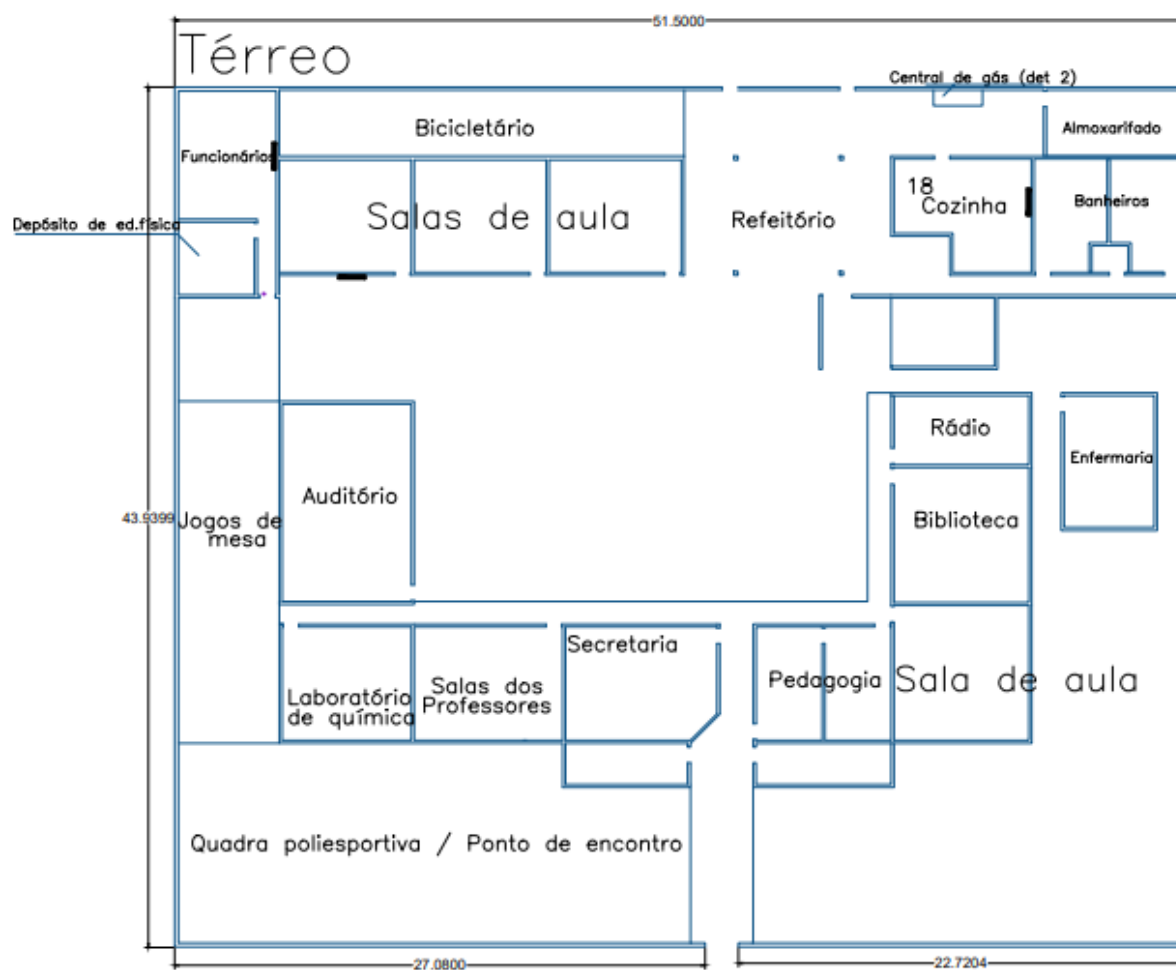 51.5000
Térreo
Central de gás (det 2)
Bicicletário
Almoxarifado
Funcionários
18
Cozinha
Banheiros
Salas de aula
Refeitório
Depósito de ed.física
Rádio
Enfermaria
Auditório
Biblioteca
43.9399
Jogos de
mesa
Secretaria
Pedagogia
Sala de aula
Laboratório
de química
Salas dos
Professores
Quadra poliesportiva / Ponto de encontro
27.0800
22.7204